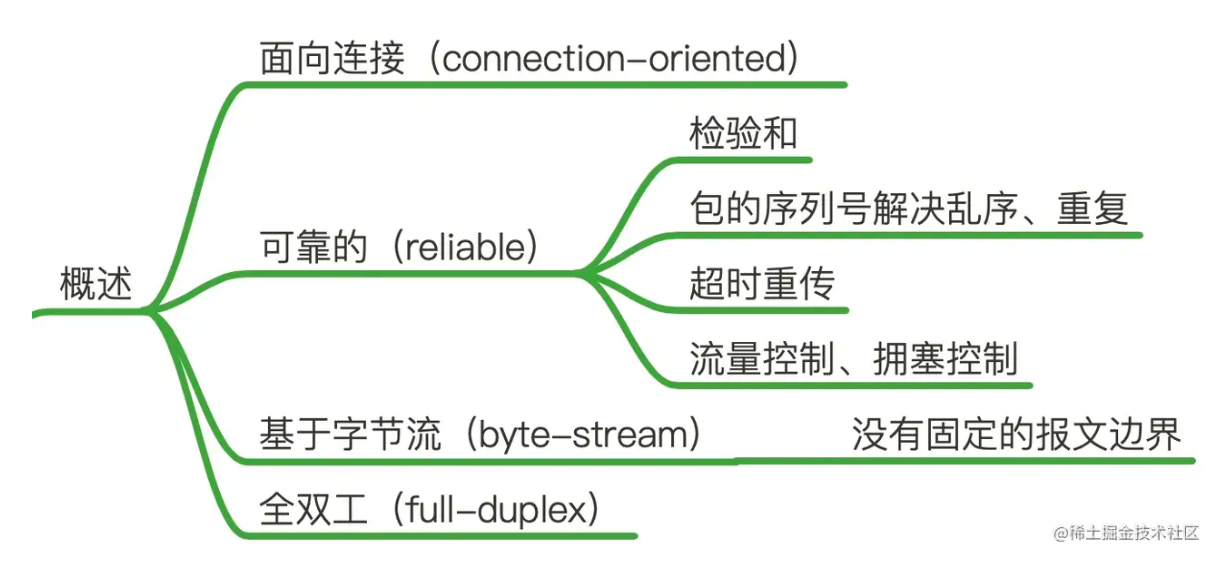 面向连接（connection-oriented）
检验和
包的序列号解决乱序、重复
可靠的（reliable）
概述
超时重传
流量控制、拥塞控制
基于字节流（byte-stream）
没有固定的报文边界
全双工（full-duplex）
@稀土掘金技术社区